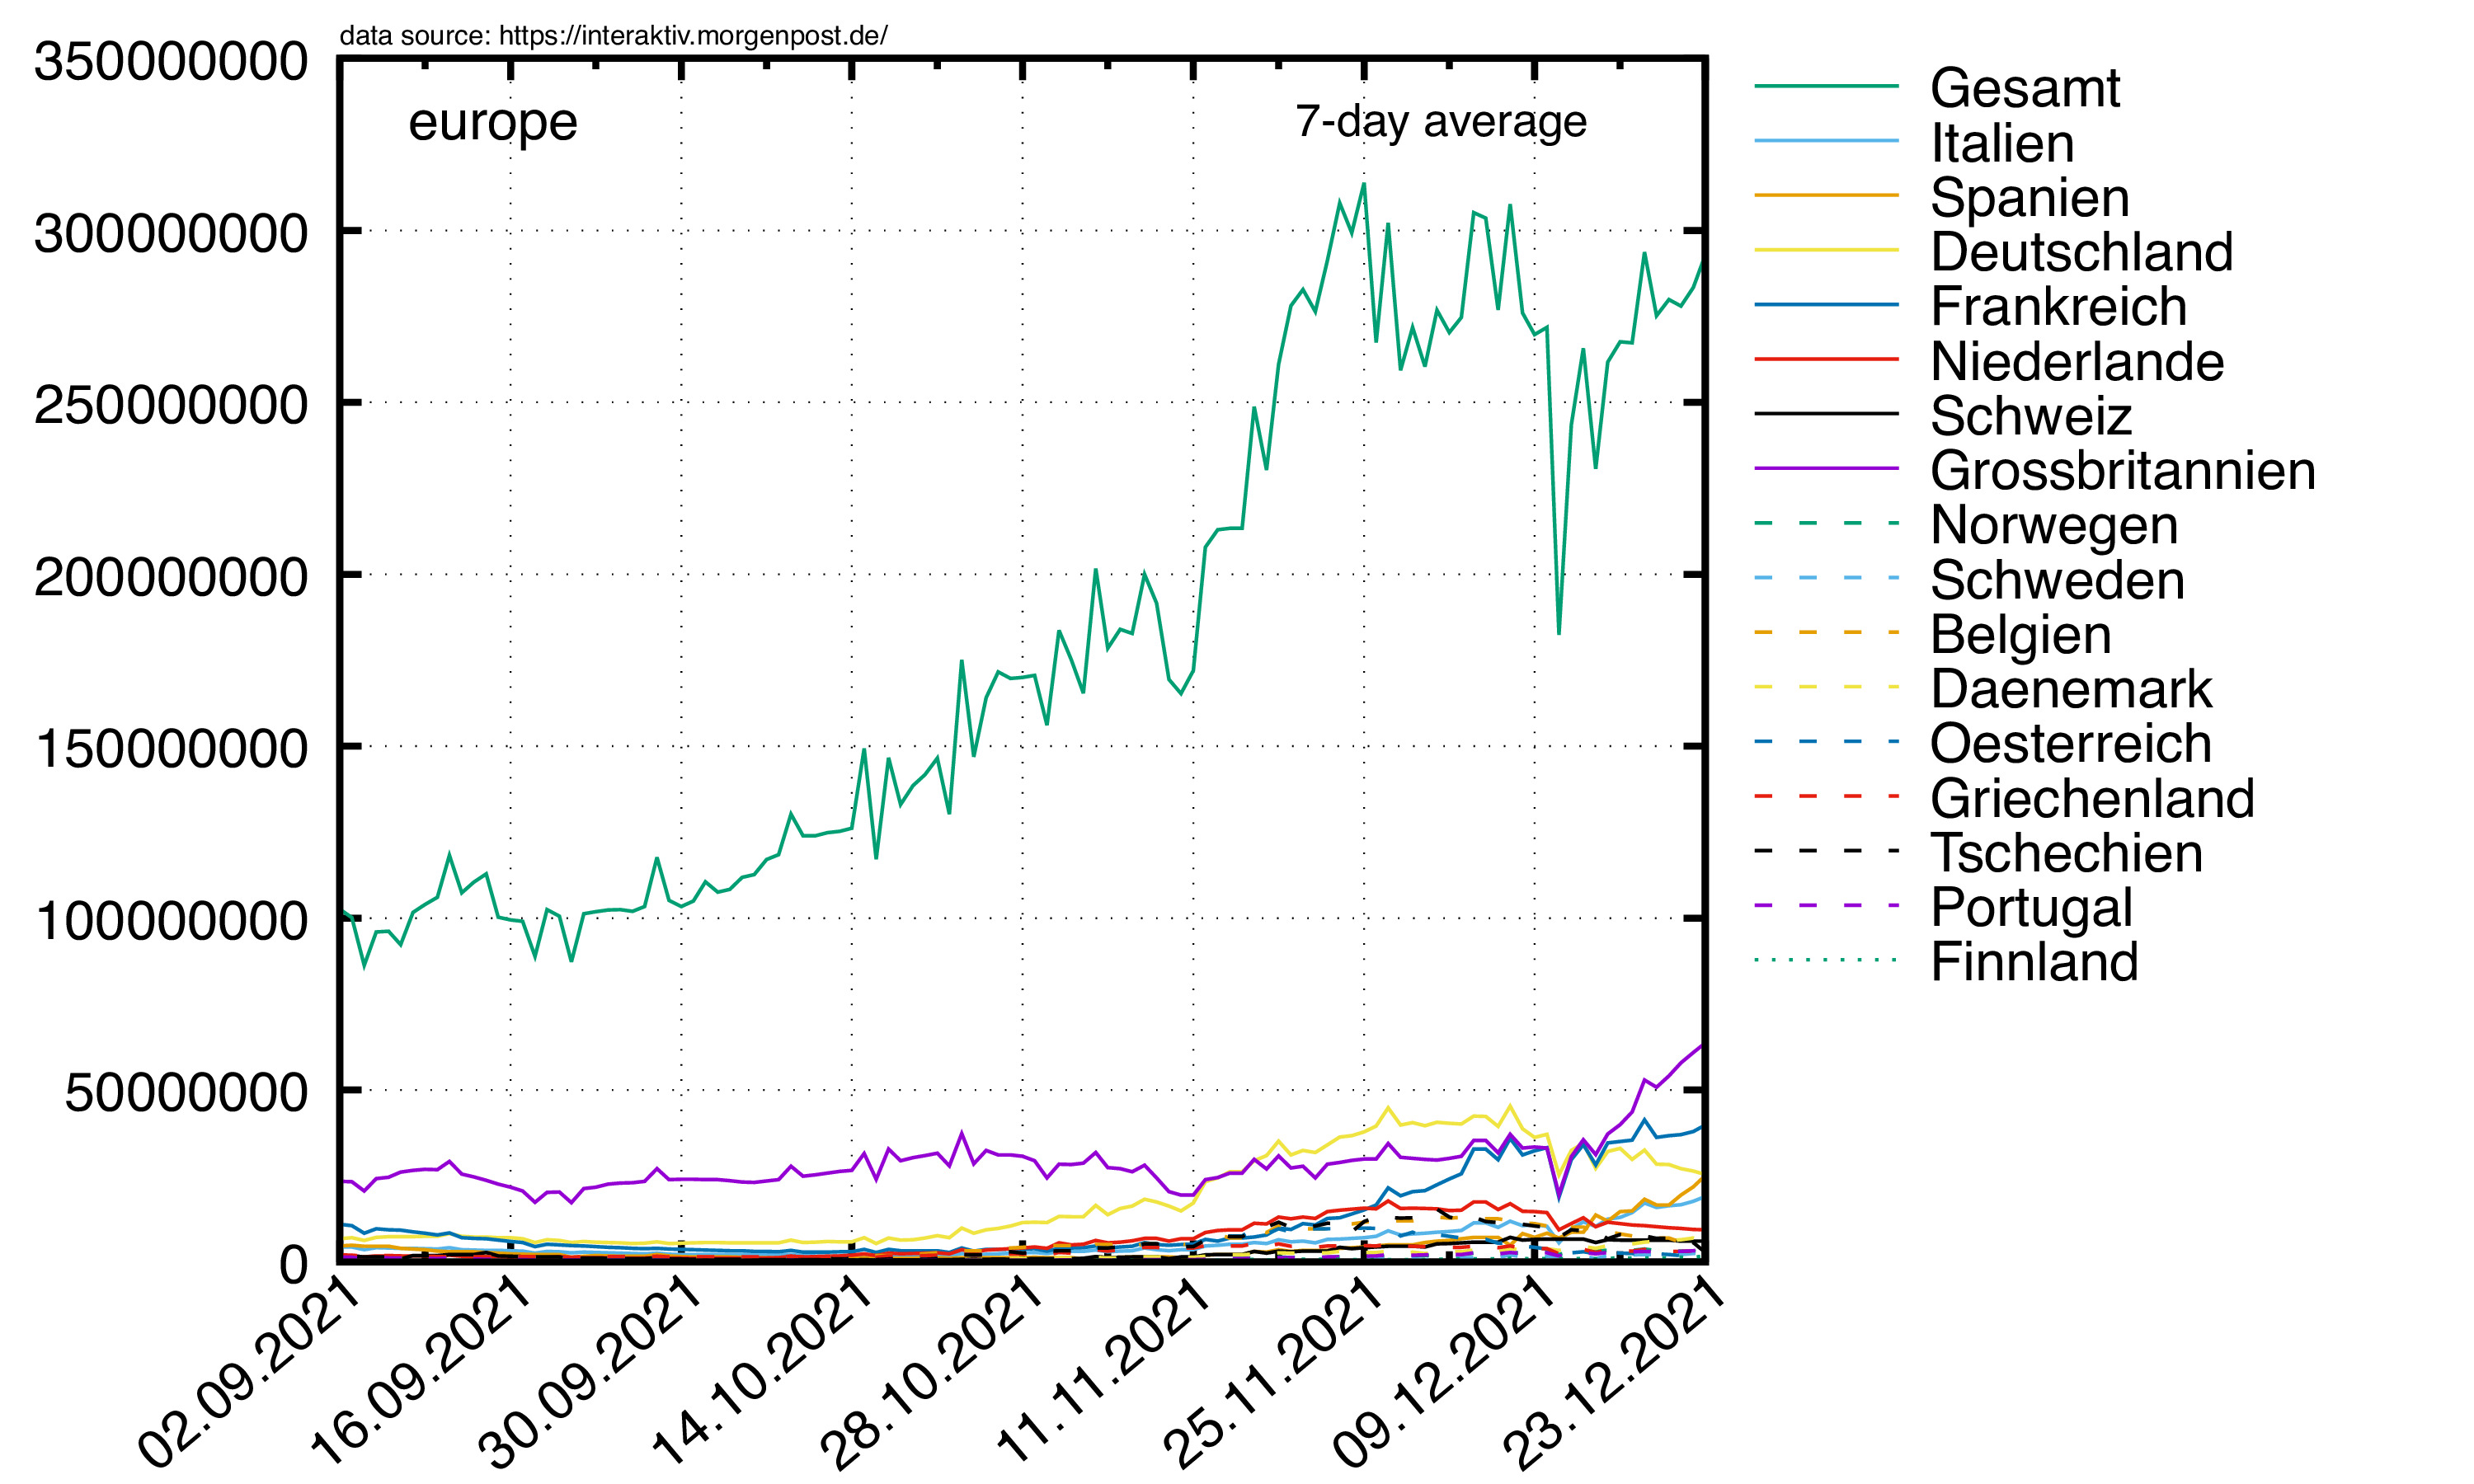 data source: https://interaktiv.morgenpost.de/
350000000
300000000
250000000
200000000
150000000
100000000
50000000
0
europe
7-day average
Gesamt
Italien
Spanien
Deutschland
Frankreich
Niederlande
Schweiz
Grossbritannien
Norwegen
Schweden
Belgien
Daenemark
Oesterreich
Griechenland
Tschechien
Portugal
Finnland
02.09.2021
16.09.2021
30.09.2021
14.10.2021
28.10.2021
11.11.2021
25.11.2021
09.12.2021
23.12.2021